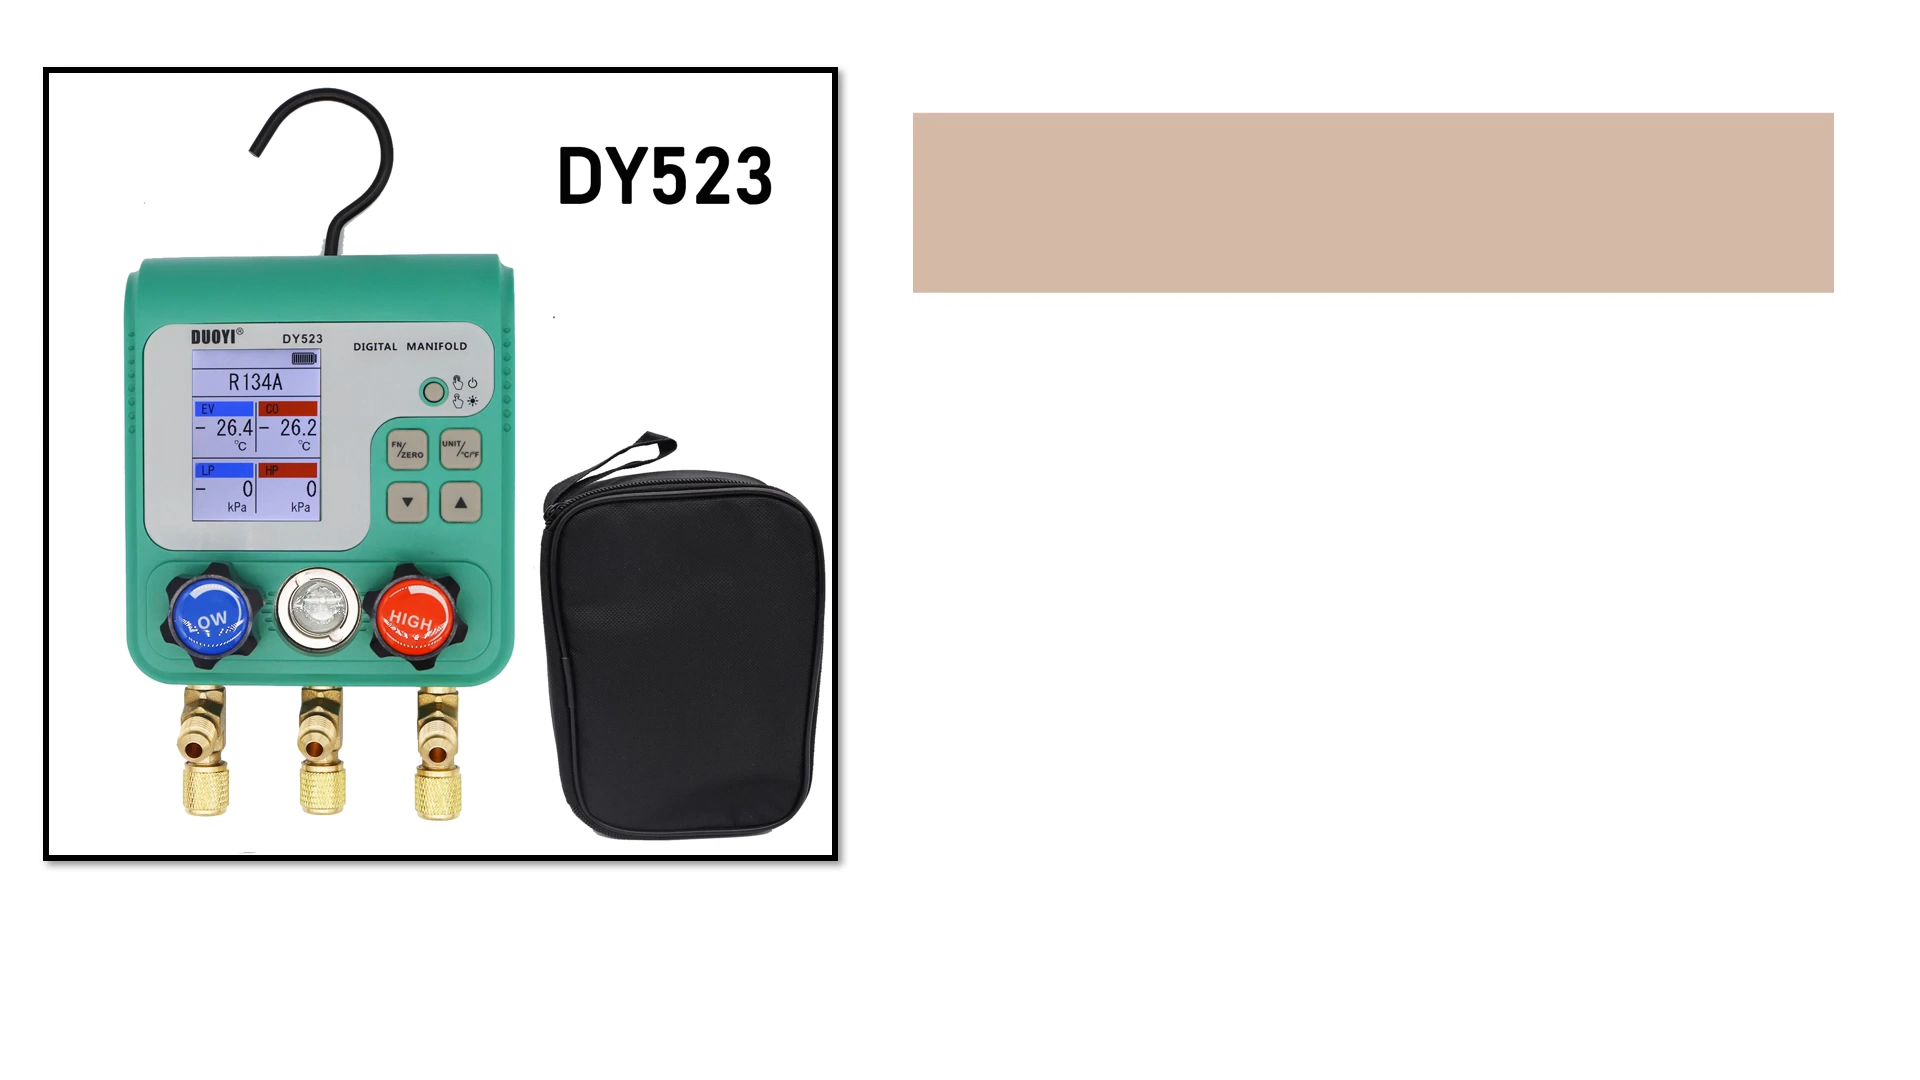 DY523
DUOYI® DY523
DIGITAL MANIFOLD
R134A
EV CO
- 26.4 - 26.2
°C °C
LP HP
- 0 0
kPa kPa
FN/ZERO UNIT/°C/°F
▼ ▲
LOW HIGH